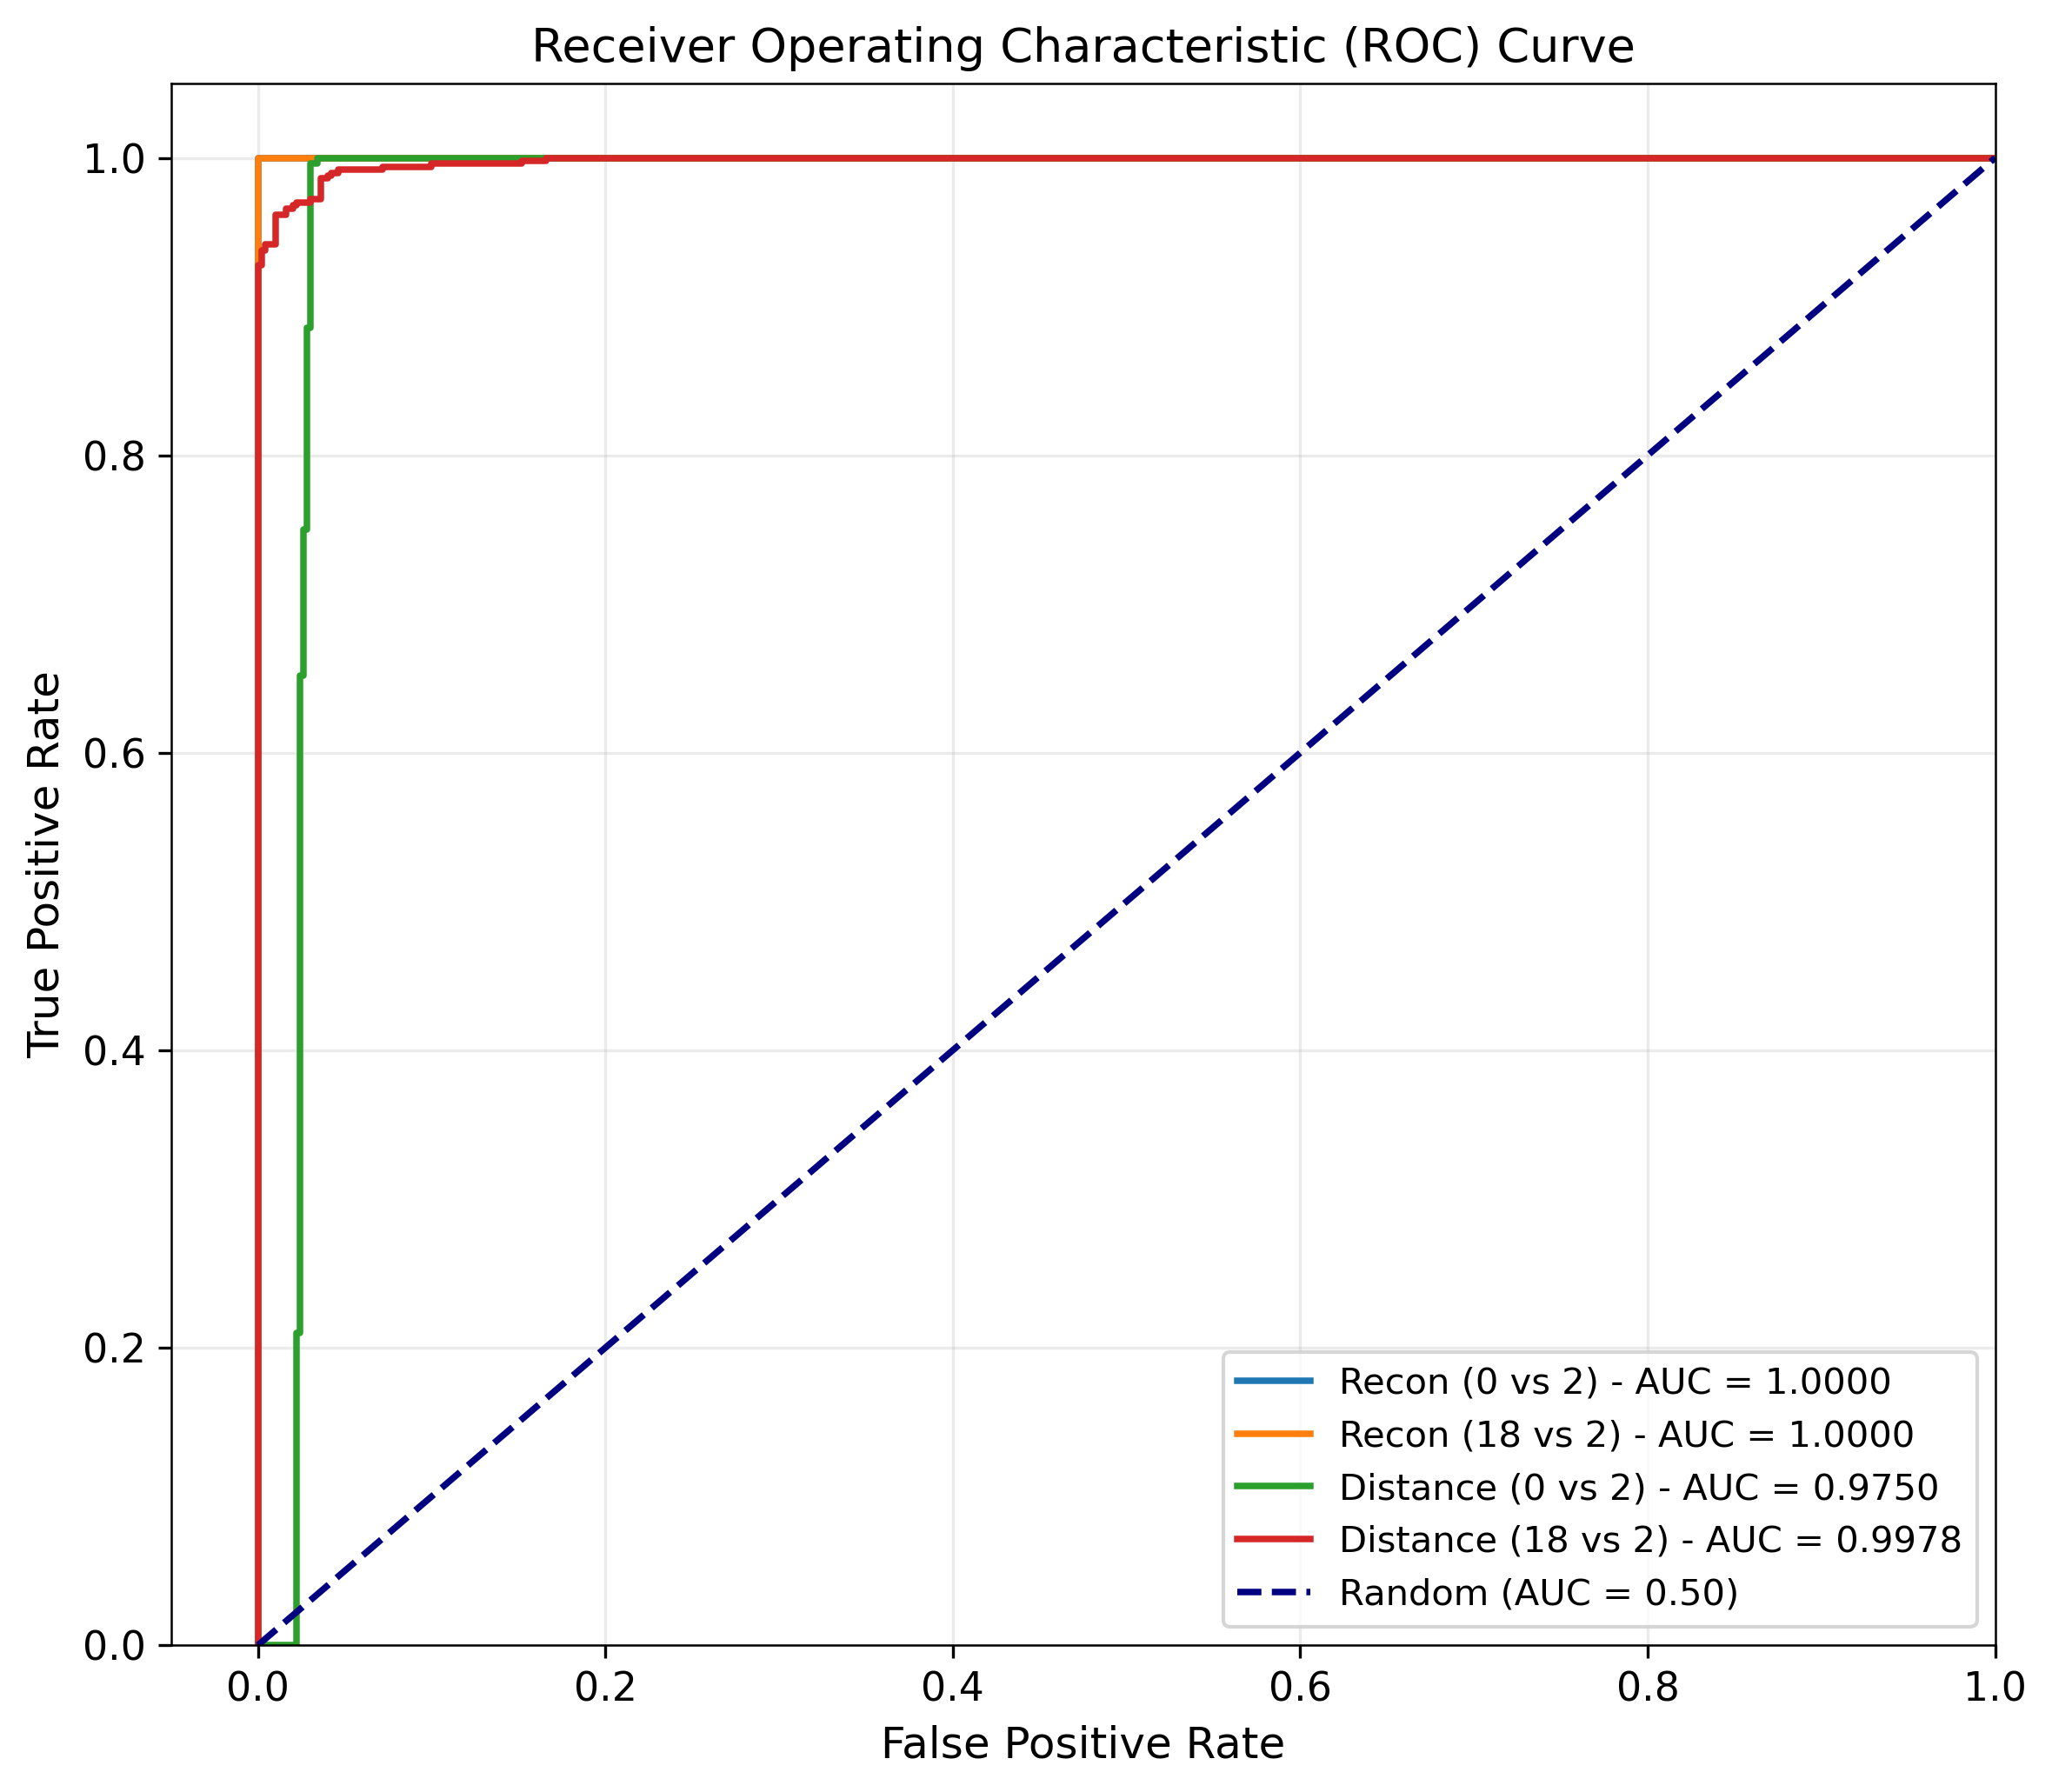 Receiver Operating Characteristic (ROC) Curve
True Positive Rate
1.0
0.8
0.6
0.4
0.2
0.0
0.0 0.2 0.4 0.6 0.8 1.0
False Positive Rate
Recon (0 vs 2) - AUC = 1.0000
Recon (18 vs 2) - AUC = 1.0000
Distance (0 vs 2) - AUC = 0.9750
Distance (18 vs 2) - AUC = 0.9978
Random (AUC = 0.50)